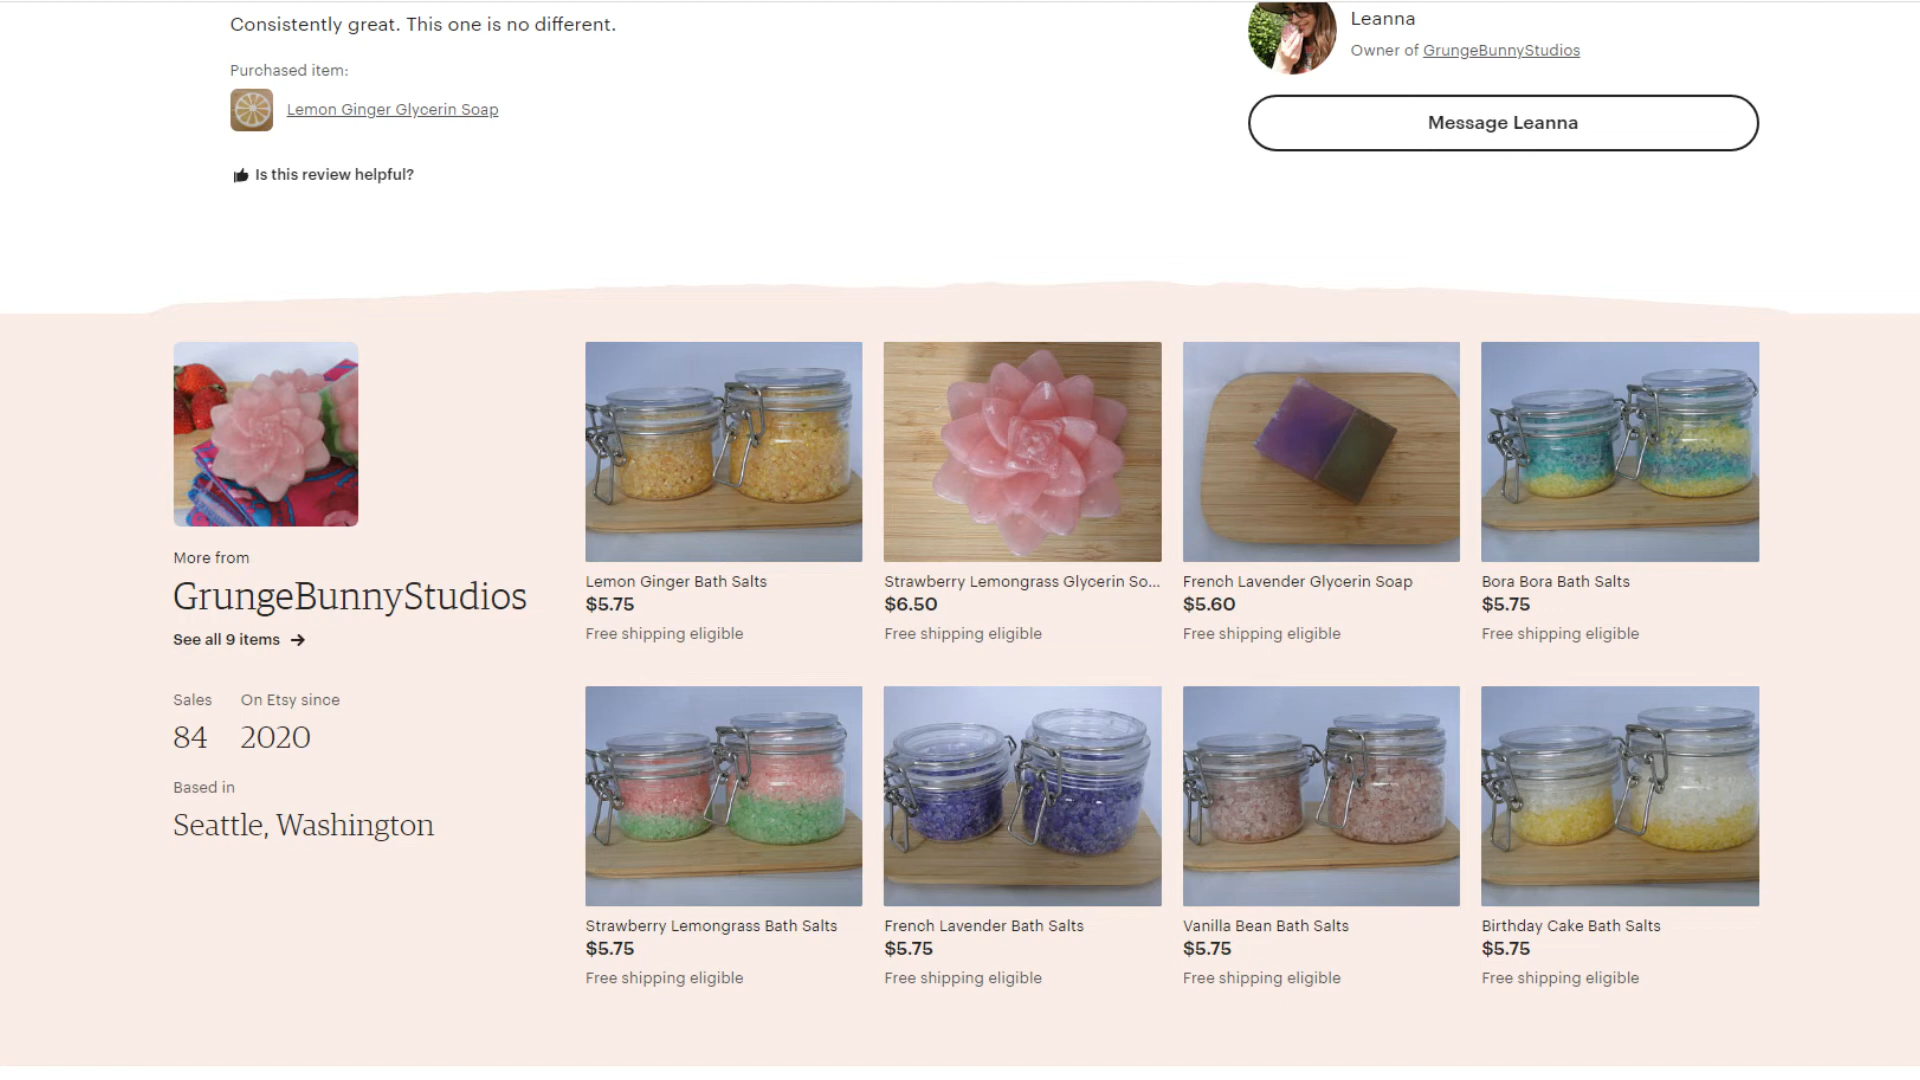 Consistently great. This one is no different.
Purchased item:
Lemon Ginger Glycerin Soap
Is this review helpful?
Leanna
Owner of GrungeBunnyStudios
Message Leanna
More from
GrungeBunnyStudios
See all 9 items →
Sales On Etsy since
84 2020
Based in
Seattle, Washington
Lemon Ginger Bath Salts
$5.75
Free shipping eligible
Strawberry Lemongrass Glycerin So...
$6.50
Free shipping eligible
French Lavender Glycerin Soap
$5.60
Free shipping eligible
Bora Bora Bath Salts
$5.75
Free shipping eligible
Strawberry Lemongrass Bath Salts
$5.75
Free shipping eligible
French Lavender Bath Salts
$5.75
Free shipping eligible
Vanilla Bean Bath Salts
$5.75
Free shipping eligible
Birthday Cake Bath Salts
$5.75
Free shipping eligible